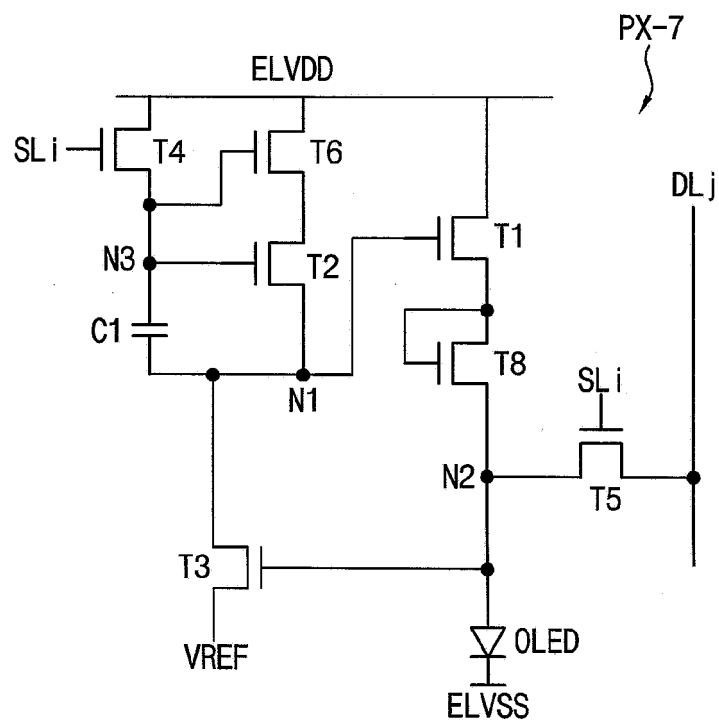 PX-7
ELVDD
SLi
T4
T6
DLj
T1
N3
T2
C1
T8
SLi
N1
N2
T5
T3
OLED
VREF
ELVSS